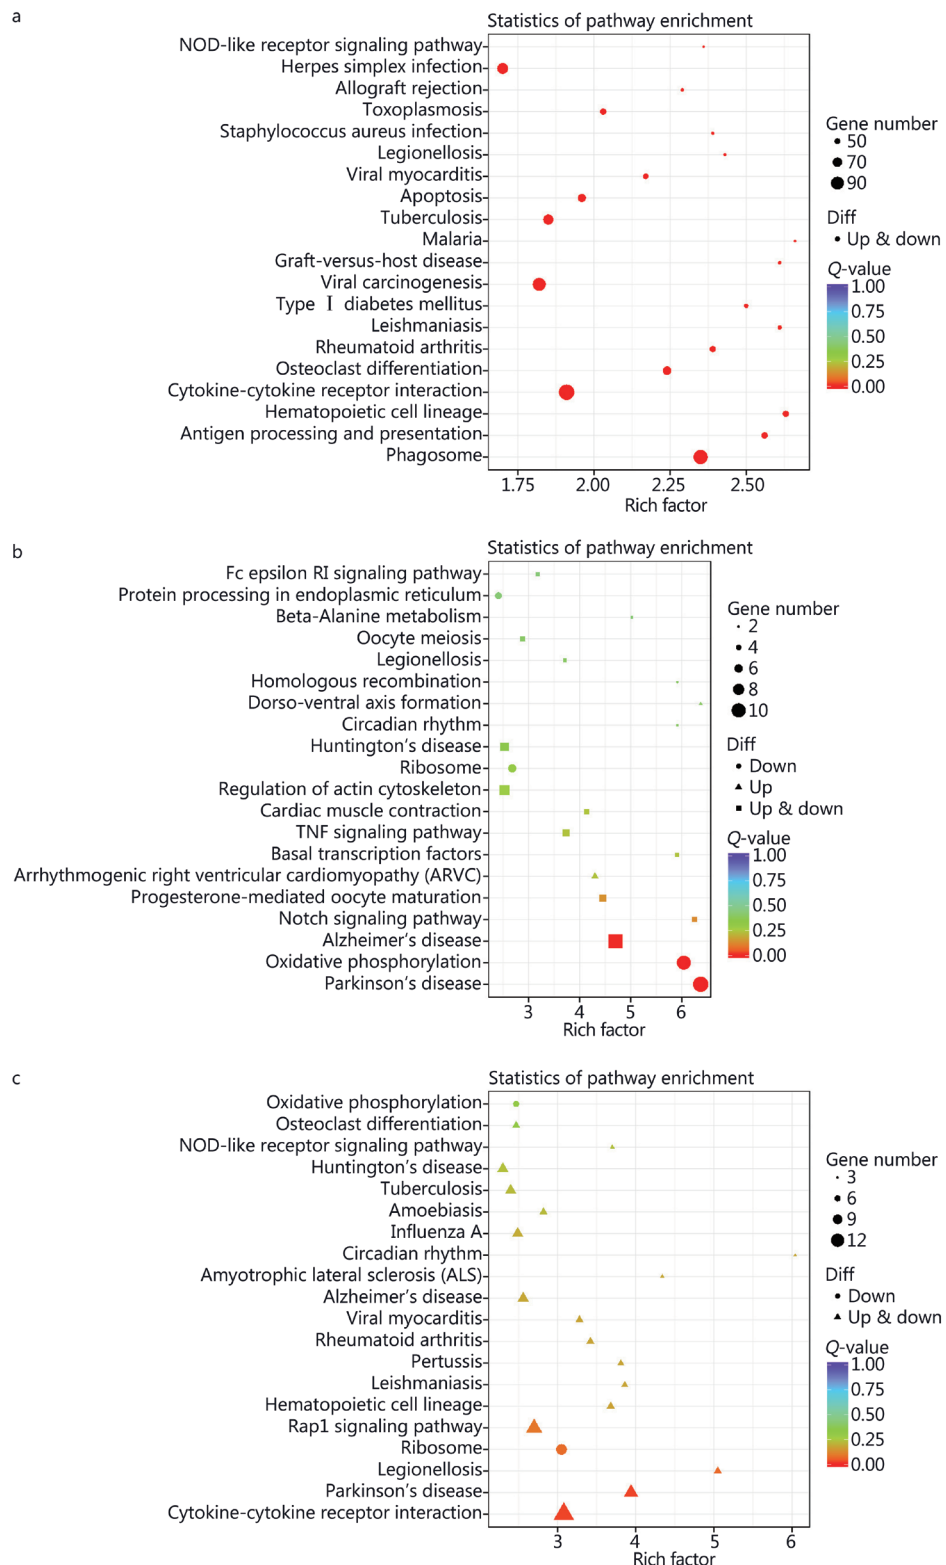 a
Statistics of pathway enrichment
NOD-like receptor signaling pathway
Herpes simplex infection
Allograft rejection
Toxoplasmosis
Staphylococcus aureus infection
Legionellosis
Viral myocarditis
Apoptosis
Tuberculosis
Malaria
Graft-versus-host disease
Viral carcinogenesis
Type Ⅰ diabetes mellitus
Leishmaniasis
Rheumatoid arthritis
Osteoclast differentiation
Cytokine-cytokine receptor interaction
Hematopoietic cell lineage
Antigen processing and presentation
Phagosome
1.75 2.00 2.25 2.50
Rich factor
Gene number
50
70
90
Diff
Up & down
Q-value
1.00
0.75
0.50
0.25
0.00
b
Statistics of pathway enrichment
Fc epsilon RI signaling pathway
Protein processing in endoplasmic reticulum
Beta-Alanine metabolism
Oocyte meiosis
Legionellosis
Homologous recombination
Dorso-ventral axis formation
Circadian rhythm
Huntington's disease
Ribosome
Regulation of actin cytoskeleton
Cardiac muscle contraction
TNF signaling pathway
Basal transcription factors
Arrhythmogenic right ventricular cardiomyopathy (ARVC)
Progesterone-mediated oocyte maturation
Notch signaling pathway
Alzheimer's disease
Oxidative phosphorylation
Parkinson's disease
3 4 5 6
Rich factor
Gene number
2
4
6
8
10
Diff
Down
Up
Up & down
Q-value
1.00
0.75
0.50
0.25
0.00
c
Statistics of pathway enrichment
Oxidative phosphorylation
Osteoclast differentiation
NOD-like receptor signaling pathway
Huntington's disease
Tuberculosis
Amoebiasis
Influenza A
Circadian rhythm
Amyotrophic lateral sclerosis (ALS)
Alzheimer's disease
Viral myocarditis
Rheumatoid arthritis
Pertussis
Leishmaniasis
Hematopoietic cell lineage
Rap1 signaling pathway
Ribosome
Legionellosis
Parkinson's disease
Cytokine-cytokine receptor interaction
3 4 5 6
Rich factor
Gene number
3
6
9
12
Diff
Down
Up & down
Q-value
1.00
0.75
0.50
0.25
0.00